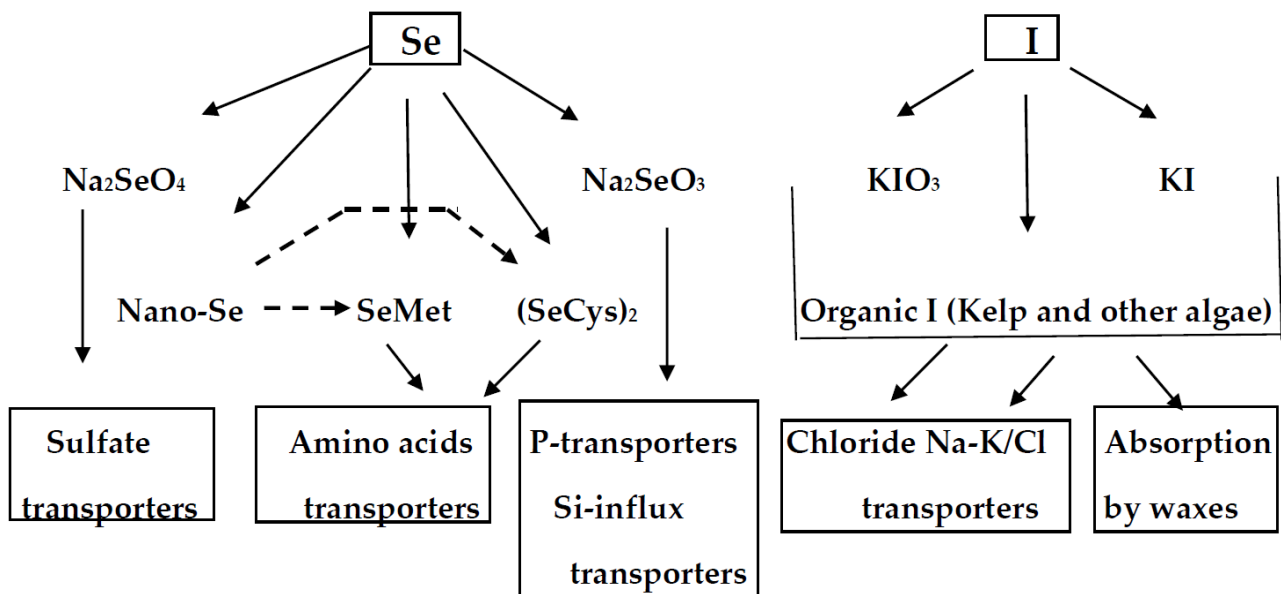 Se
I
Na₂SeO₄
Na₂SeO₃
KIO₃
KI
Nano-Se
SeMet
(SeCys)₂
Organic I (Kelp and other algae)
Sulfate
transporters
Amino acids
transporters
P-transporters
Si-influx
transporters
Chloride Na-K/Cl
transporters
Absorption
by waxes